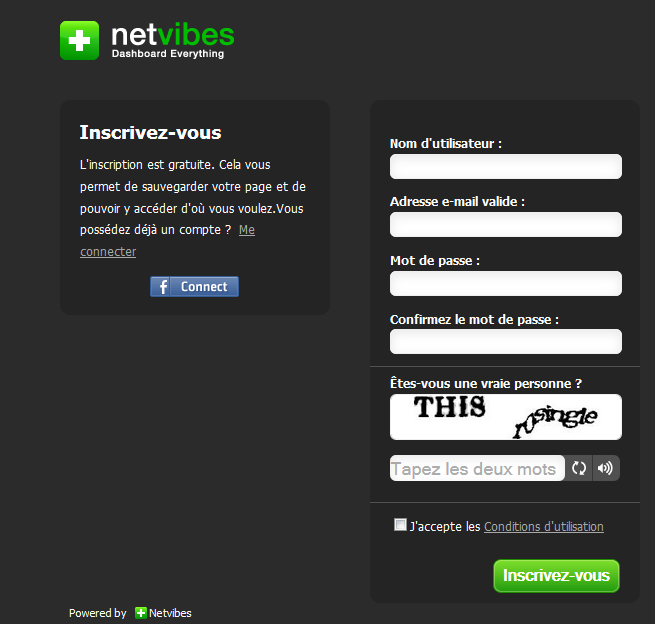 netvibes
Dashboard Everything
Inscrivez-vous
L'inscription est gratuite. Cela vous
permet de sauvegarder votre page et de
pouvoir y accéder d'où vous voulez.Vous
possédez déjà un compte ? Me
connecter
f Connect
Nom d'utilisateur :
Adresse e-mail valide :
Mot de passe :
Confirmez le mot de passe :
Êtes-vous une vraie personne ?
THIS rosingle
Tapez les deux mots
J'accepte les Conditions d'utilisation
Inscrivez-vous
Powered by Netvibes